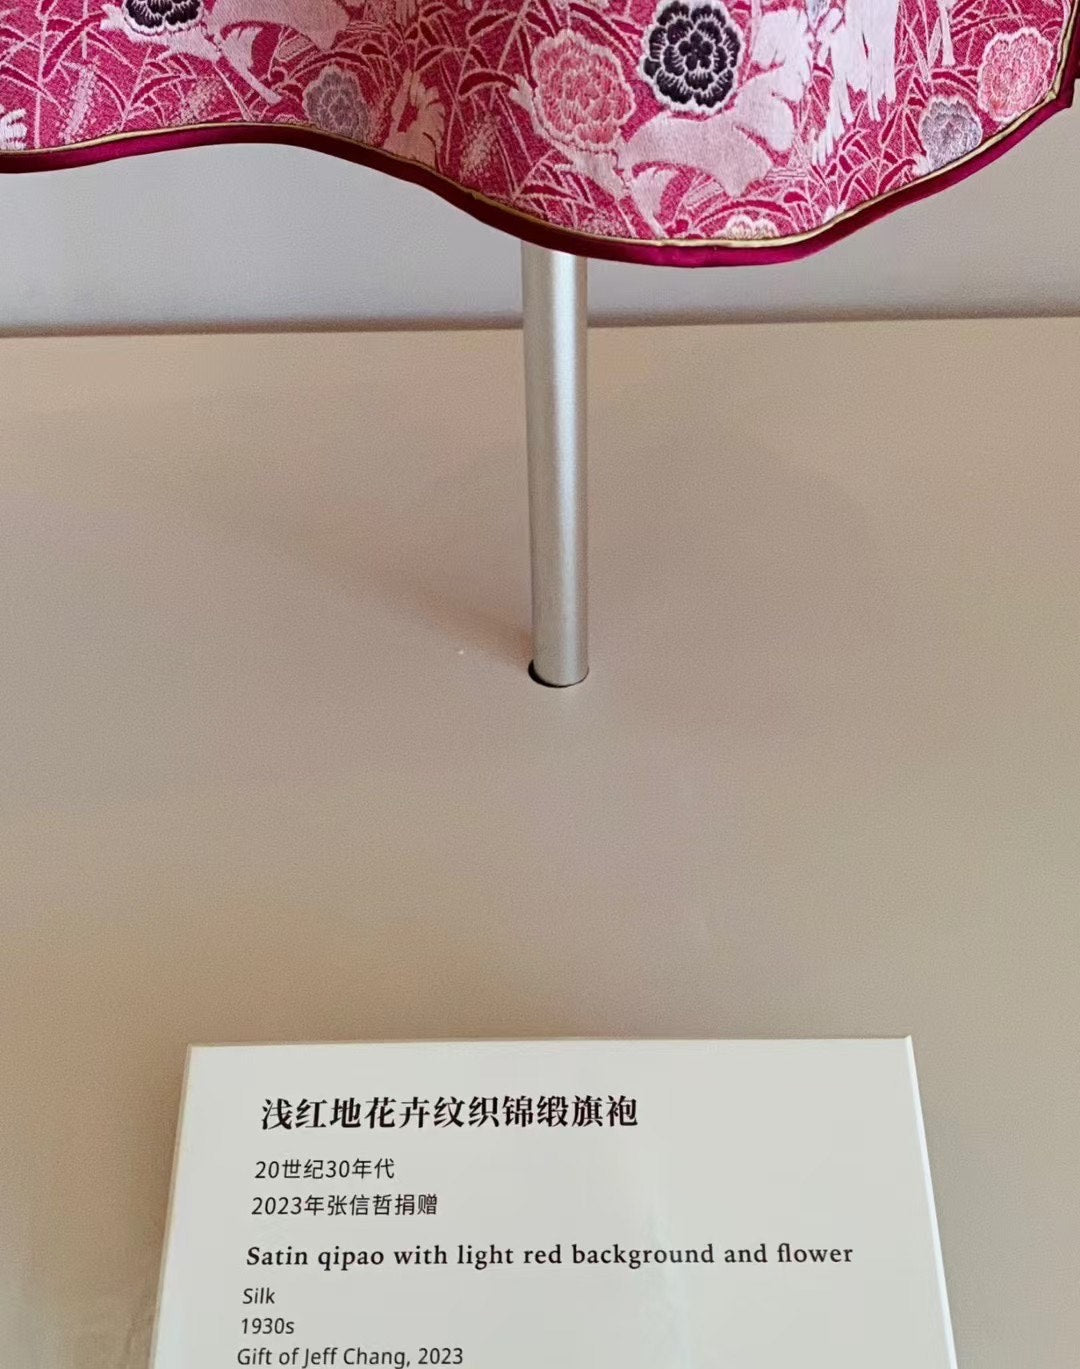 浅红地花卉纹织锦缎旗袍
20世纪30年代
2023年张信哲捐赠
Satin qipao with light red background and flower
Silk
1930s
Gift of Jeff Chang, 2023